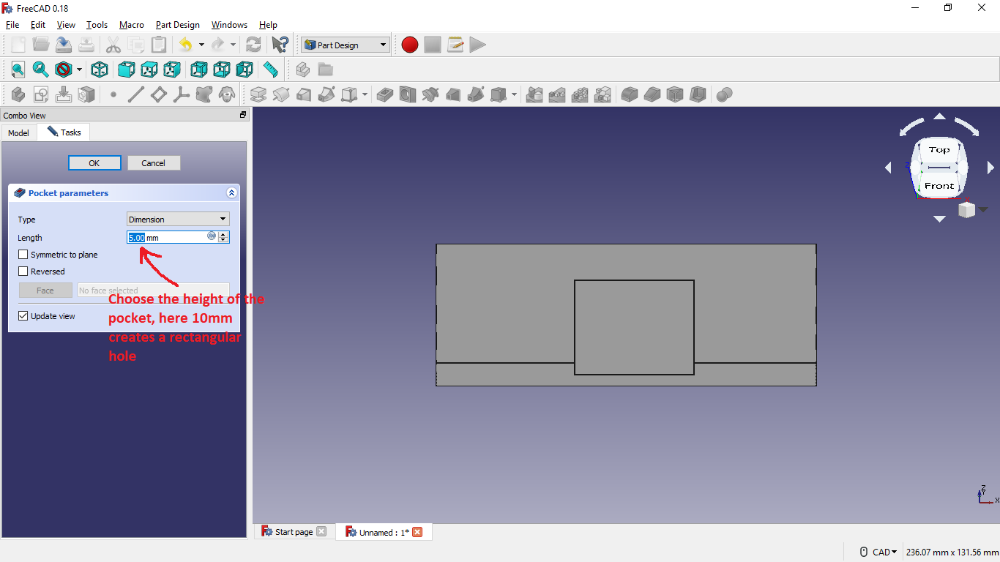 FreeCAD 0.18
File Edit View Tools Macro Part Design Windows Help
Part Design
Combo View
Model Tasks
OK Cancel
Pocket parameters
Type Dimension
Length 5.00 mm
Symmetric to plane
Reversed
Face No face selected
Update view
Choose the height of the
pocket, here 10mm
creates a rectangular
hole
Top
Front
Z
Z
Y
X
Start page Unnamed : 1*
CAD 236.07 mm x 131.56 mm